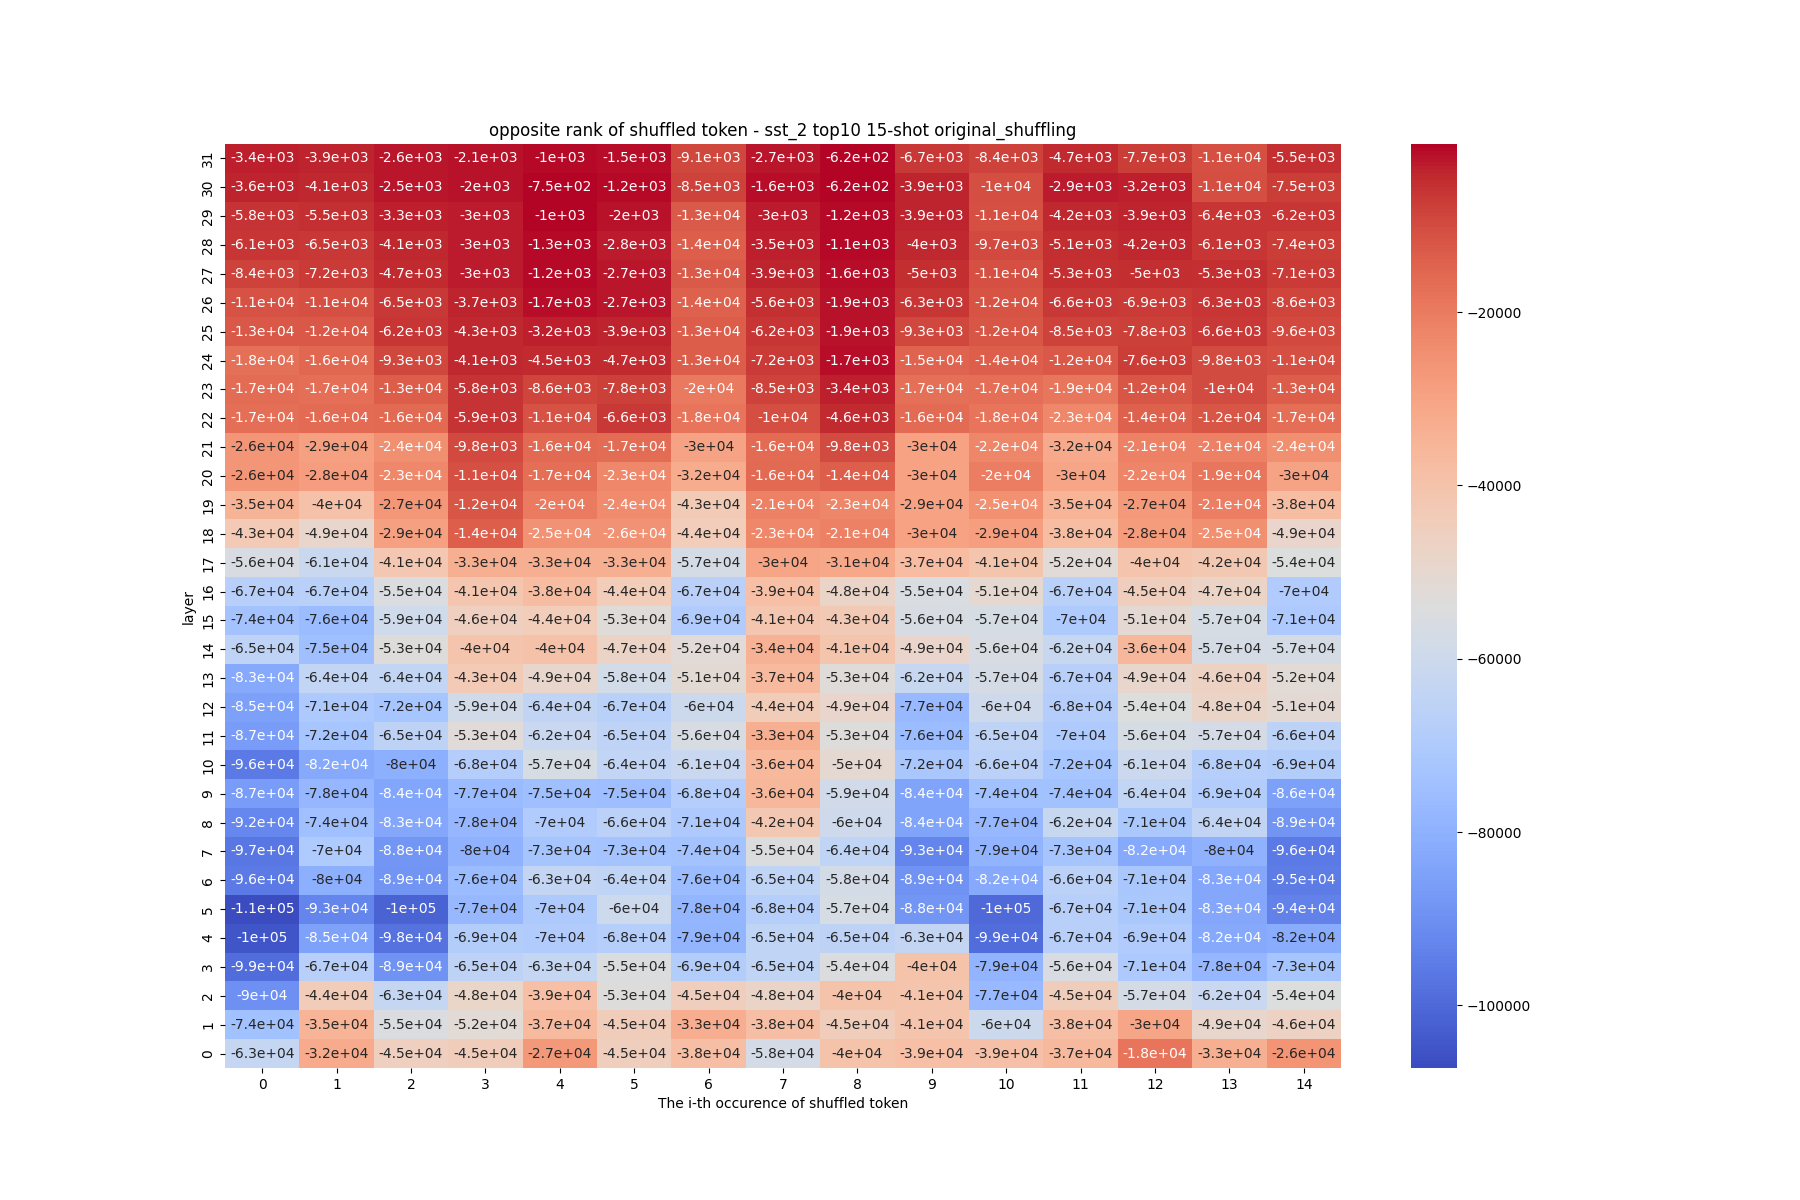 opposite rank of shuffled token - sst_2 top10 15-shot original_shuffling
31 -3.4e+03 -3.9e+03 -2.6e+03 -2.1e+03 -1e+03 -1.5e+03 -9.1e+03 -2.7e+03 -6.2e+02 -6.7e+03 -8.4e+03 -4.7e+03 -7.7e+03 -1.1e+04 -5.5e+03
30 -3.6e+03 -4.1e+03 -2.5e+03 -2e+03 -7.5e+02 -1.2e+03 -8.5e+03 -1.6e+03 -6.2e+02 -3.9e+03 -1e+04 -2.9e+03 -3.2e+03 -1.1e+04 -7.5e+03
29 -5.8e+03 -5.5e+03 -3.3e+03 -3e+03 -1e+03 -2e+03 -1.3e+04 -3e+03 -1.2e+03 -3.9e+03 -1.1e+04 -4.2e+03 -3.9e+03 -6.4e+03 -6.2e+03
28 -6.1e+03 -6.5e+03 -4.1e+03 -3e+03 -1.3e+03 -2.8e+03 -1.4e+04 -3.5e+03 -1.1e+03 -4e+03 -9.7e+03 -5.1e+03 -4.2e+03 -6.1e+03 -7.4e+03
27 -8.4e+03 -7.2e+03 -4.7e+03 -3e+03 -1.2e+03 -2.7e+03 -1.3e+04 -3.9e+03 -1.6e+03 -5e+03 -1.1e+04 -5.3e+03 -5e+03 -5.3e+03 -7.1e+03
26 -1.1e+04 -1.1e+04 -6.5e+03 -3.7e+03 -1.7e+03 -2.7e+03 -1.4e+04 -5.6e+03 -1.9e+03 -6.3e+03 -1.2e+04 -6.6e+03 -6.9e+03 -6.3e+03 -8.6e+03
25 -1.3e+04 -1.2e+04 -6.2e+03 -4.3e+03 -3.2e+03 -3.9e+03 -1.3e+04 -6.2e+03 -1.9e+03 -9.3e+03 -1.2e+04 -8.5e+03 -7.8e+03 -6.6e+03 -9.6e+03
24 -1.8e+04 -1.6e+04 -9.3e+03 -4.1e+03 -4.5e+03 -4.7e+03 -1.3e+04 -7.2e+03 -1.7e+03 -1.5e+04 -1.4e+04 -1.2e+04 -7.6e+03 -9.8e+03 -1.1e+04
23 -1.7e+04 -1.7e+04 -1.3e+04 -5.8e+03 -8.6e+03 -7.8e+03 -2e+04 -8.5e+03 -3.4e+03 -1.7e+04 -1.7e+04 -1.9e+04 -1.2e+04 -1e+04 -1.3e+04
22 -1.7e+04 -1.6e+04 -1.6e+04 -5.9e+03 -1.1e+04 -6.6e+03 -1.8e+04 -1e+04 -4.6e+03 -1.6e+04 -1.8e+04 -2.3e+04 -1.4e+04 -1.2e+04 -1.7e+04
21 -2.6e+04 -2.9e+04 -2.4e+04 -9.8e+03 -1.6e+04 -1.7e+04 -3e+04 -1.6e+04 -9.8e+03 -3e+04 -2.2e+04 -3.2e+04 -2.1e+04 -2.1e+04 -2.4e+04
20 -2.6e+04 -2.8e+04 -2.3e+04 -1.1e+04 -1.7e+04 -2.3e+04 -3.2e+04 -1.6e+04 -1.4e+04 -3e+04 -2e+04 -3e+04 -2.2e+04 -1.9e+04 -3e+04
19 -3.5e+04 -4e+04 -2.7e+04 -1.2e+04 -2e+04 -2.4e+04 -4.3e+04 -2.1e+04 -2.3e+04 -2.9e+04 -2.5e+04 -3.5e+04 -2.7e+04 -2.1e+04 -3.8e+04
18 -4.3e+04 -4.9e+04 -2.9e+04 -1.4e+04 -2.5e+04 -2.6e+04 -4.4e+04 -2.3e+04 -2.1e+04 -3e+04 -2.9e+04 -3.8e+04 -2.8e+04 -2.5e+04 -4.9e+04
17 -5.6e+04 -6.1e+04 -4.1e+04 -3.3e+04 -3.3e+04 -3.3e+04 -5.7e+04 -3e+04 -3.1e+04 -3.7e+04 -4.1e+04 -5.2e+04 -4e+04 -4.2e+04 -5.4e+04
16 -6.7e+04 -6.7e+04 -5.5e+04 -4.1e+04 -3.8e+04 -4.4e+04 -6.7e+04 -3.9e+04 -4.8e+04 -5.5e+04 -5.1e+04 -6.7e+04 -4.5e+04 -4.7e+04 -7e+04
15 -7.4e+04 -7.6e+04 -5.9e+04 -4.6e+04 -4.4e+04 -5.3e+04 -6.9e+04 -4.1e+04 -4.3e+04 -5.6e+04 -5.7e+04 -7e+04 -5.1e+04 -5.7e+04 -7.1e+04
14 -6.5e+04 -7.5e+04 -5.3e+04 -4e+04 -4e+04 -4.7e+04 -5.2e+04 -3.4e+04 -4.1e+04 -4.9e+04 -5.6e+04 -6.2e+04 -3.6e+04 -5.7e+04 -5.7e+04
13 -8.3e+04 -6.4e+04 -6.4e+04 -4.3e+04 -4.9e+04 -5.8e+04 -5.1e+04 -3.7e+04 -5.3e+04 -6.2e+04 -5.7e+04 -6.7e+04 -4.9e+04 -4.6e+04 -5.2e+04
12 -8.5e+04 -7.1e+04 -7.2e+04 -5.9e+04 -6.4e+04 -6.7e+04 -6e+04 -4.4e+04 -4.9e+04 -7.7e+04 -6e+04 -6.8e+04 -5.4e+04 -4.8e+04 -5.1e+04
11 -8.7e+04 -7.2e+04 -6.5e+04 -5.3e+04 -6.2e+04 -6.5e+04 -5.6e+04 -3.3e+04 -5.3e+04 -7.6e+04 -6.5e+04 -7e+04 -5.6e+04 -5.7e+04 -6.6e+04
10 -9.6e+04 -8.2e+04 -8e+04 -6.8e+04 -5.7e+04 -6.4e+04 -6.1e+04 -3.6e+04 -5e+04 -7.2e+04 -6.6e+04 -7.2e+04 -6.1e+04 -6.8e+04 -6.9e+04
9 -8.7e+04 -7.8e+04 -8.4e+04 -7.7e+04 -7.5e+04 -7.5e+04 -6.8e+04 -3.6e+04 -5.9e+04 -8.4e+04 -7.4e+04 -7.4e+04 -6.4e+04 -6.9e+04 -8.6e+04
8 -9.2e+04 -7.4e+04 -8.3e+04 -7.8e+04 -7e+04 -6.6e+04 -7.1e+04 -4.2e+04 -6e+04 -8.4e+04 -7.7e+04 -6.2e+04 -7.1e+04 -6.4e+04 -8.9e+04
7 -9.7e+04 -7e+04 -8.8e+04 -8e+04 -7.3e+04 -7.3e+04 -7.4e+04 -5.5e+04 -6.4e+04 -9.3e+04 -7.9e+04 -7.3e+04 -8.2e+04 -8e+04 -9.6e+04
6 -9.6e+04 -8e+04 -8.9e+04 -7.6e+04 -6.3e+04 -6.4e+04 -7.6e+04 -6.5e+04 -5.8e+04 -8.9e+04 -8.2e+04 -6.6e+04 -7.1e+04 -8.3e+04 -9.5e+04
5 -1.1e+05 -9.3e+04 -1e+05 -7.7e+04 -7e+04 -6e+04 -7.8e+04 -6.8e+04 -5.7e+04 -8.8e+04 -1e+05 -6.7e+04 -7.1e+04 -8.3e+04 -9.4e+04
4 -1e+05 -8.5e+04 -9.8e+04 -6.9e+04 -7e+04 -6.8e+04 -7.9e+04 -6.5e+04 -6.5e+04 -6.3e+04 -9.9e+04 -6.7e+04 -6.9e+04 -8.2e+04 -8.2e+04
3 -9.9e+04 -6.7e+04 -8.9e+04 -6.5e+04 -6.3e+04 -5.5e+04 -6.9e+04 -6.5e+04 -5.4e+04 -4e+04 -7.9e+04 -5.6e+04 -7.1e+04 -7.8e+04 -7.3e+04
2 -9e+04 -4.4e+04 -6.3e+04 -4.8e+04 -3.9e+04 -5.3e+04 -4.5e+04 -4.8e+04 -4e+04 -4.1e+04 -7.7e+04 -4.5e+04 -5.7e+04 -6.2e+04 -5.4e+04
1 -7.4e+04 -3.5e+04 -5.5e+04 -5.2e+04 -3.7e+04 -4.5e+04 -3.3e+04 -3.8e+04 -4.5e+04 -4.1e+04 -6e+04 -3.8e+04 -3e+04 -4.9e+04 -4.6e+04
0 -6.3e+04 -3.2e+04 -4.5e+04 -4.5e+04 -2.7e+04 -4.5e+04 -3.8e+04 -5.8e+04 -4e+04 -3.9e+04 -3.9e+04 -3.7e+04 -1.8e+04 -3.3e+04 -2.6e+04
0 1 2 3 4 5 6 7 8 9 10 11 12 13 14
The i-th occurence of shuffled token
layer
−20000
−40000
−60000
−80000
−100000